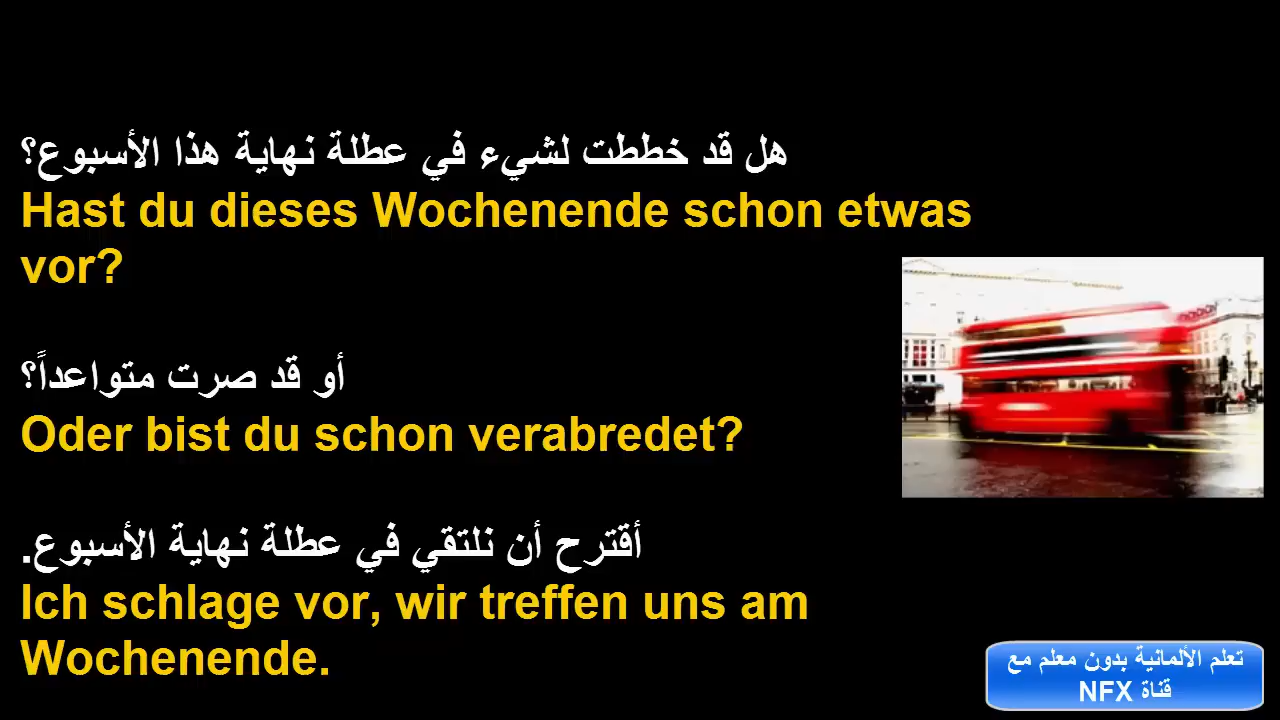 هل قد خططت لشيء في عطلة نهاية هذا الأسبوع؟
Hast du dieses Wochenende schon etwas
vor?
أو قد صرت متواعداً؟
Oder bist du schon verabredet?
أقترح أن نلتقي في عطلة نهاية الأسبوع.
Ich schlage vor, wir treffen uns am
Wochenende.
تعلم الألمانية بدون معلم مع
قناة NFX